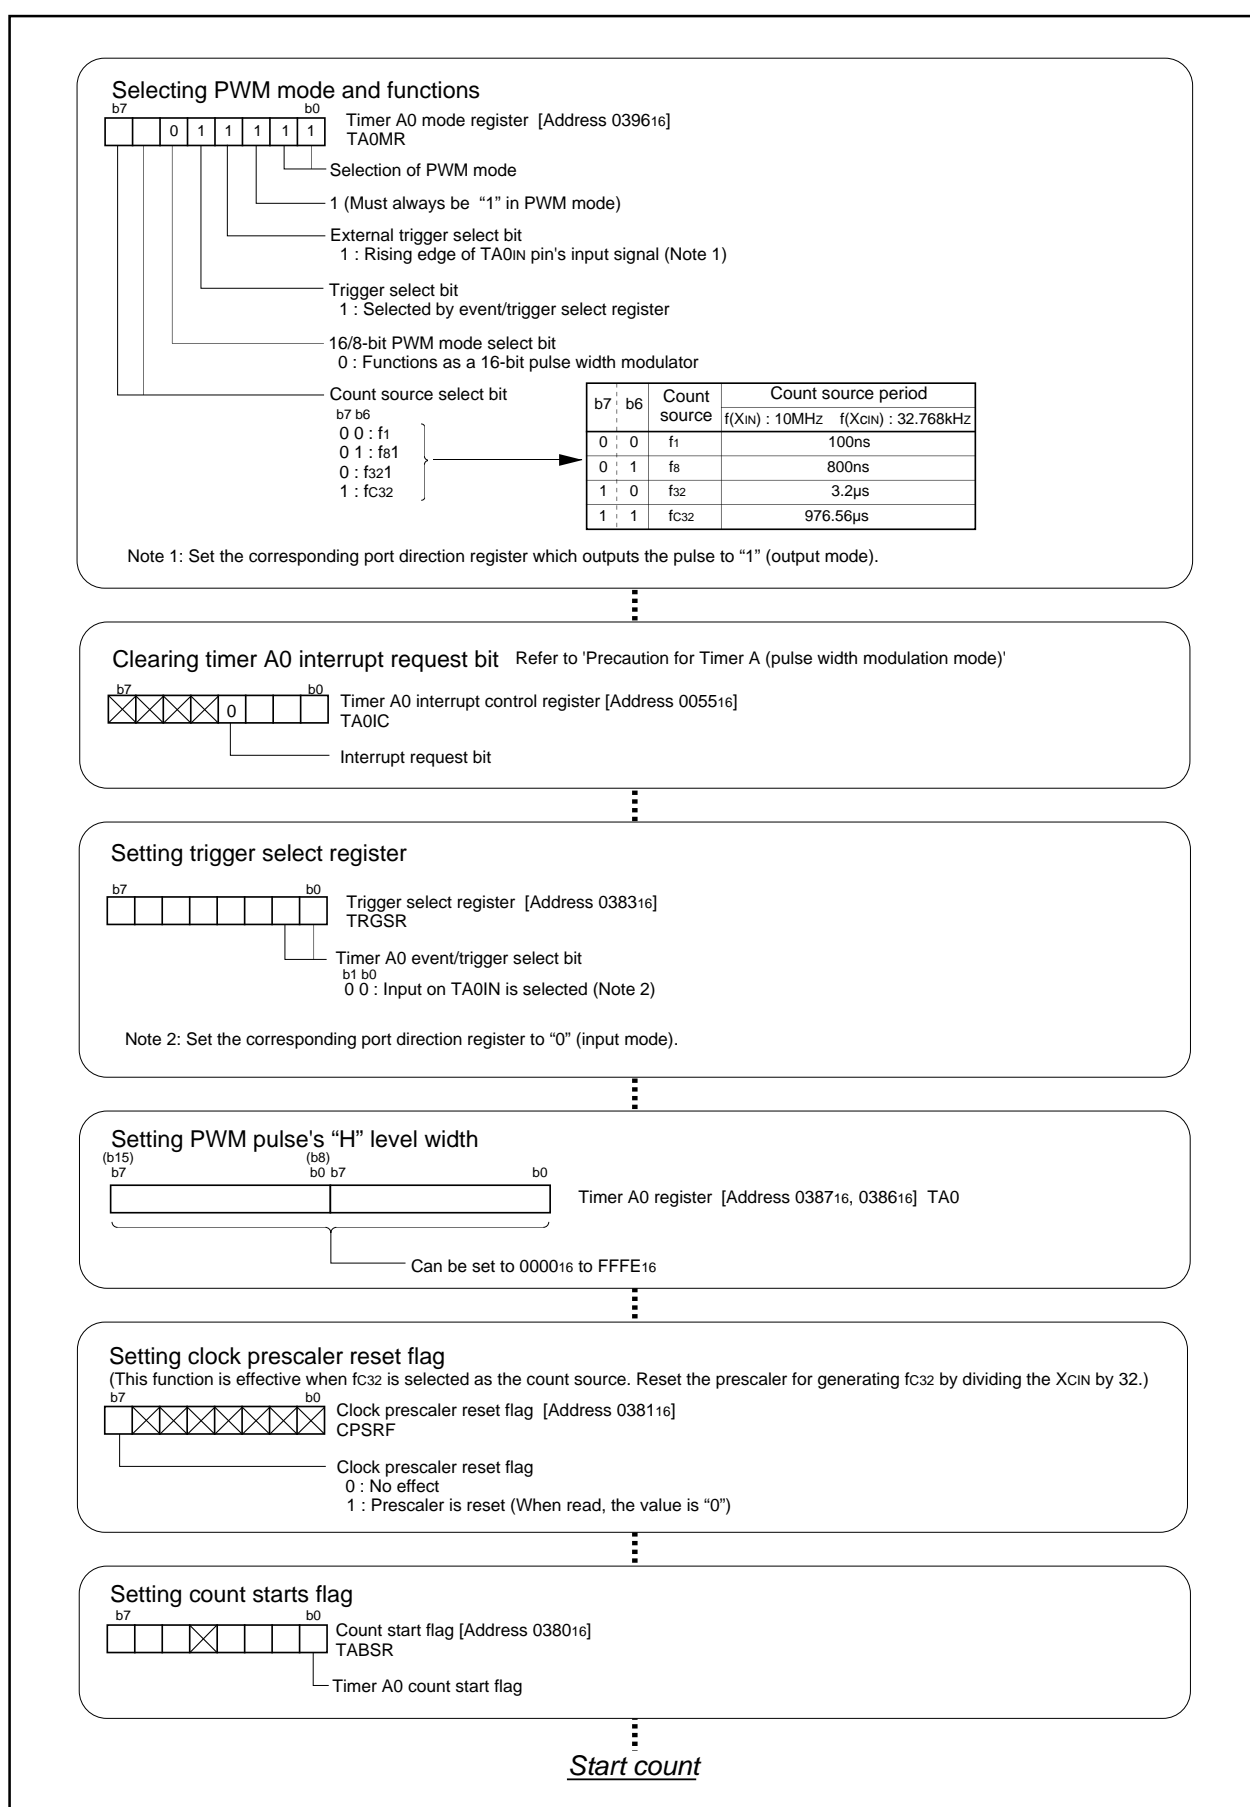 Selecting PWM mode and functions
b7 b0
0 1 1 1 1 1
Timer A0 mode register [Address 039616]
TA0MR
Selection of PWM mode
1 (Must always be “1” in PWM mode)
External trigger select bit
1 : Rising edge of TA0IN pin's input signal (Note 1)
Trigger select bit
1 : Selected by event/trigger select register
16/8-bit PWM mode select bit
0 : Functions as a 16-bit pulse width modulator
Count source select bit
b7 b6
0 0 : f1
0 1 : f81
0 : f321
1 : fC32
b7 b6 Count source Count source period
f(XIN) : 10MHz f(XCIN) : 32.768kHz
0 0 f1 100ns
0 1 f8 800ns
1 0 f32 3.2µs
1 1 fC32 976.56µs
Note 1: Set the corresponding port direction register which outputs the pulse to “1” (output mode).
Clearing timer A0 interrupt request bit Refer to 'Precaution for Timer A (pulse width modulation mode)'
b7 b0
0
Timer A0 interrupt control register [Address 005516]
TA0IC
Interrupt request bit
Setting trigger select register
b7 b0
Trigger select register [Address 038316]
TRGSR
Timer A0 event/trigger select bit
b1 b0
0 0 : Input on TA0IN is selected (Note 2)
Note 2: Set the corresponding port direction register to “0” (input mode).
Setting PWM pulse's “H” level width
(b15) (b8)
b7 b0 b7 b0
Timer A0 register [Address 038716, 038616] TA0
Can be set to 000016 to FFFE16
Setting clock prescaler reset flag
(This function is effective when fC32 is selected as the count source. Reset the prescaler for generating fC32 by dividing the XCIN by 32.)
b7 b0
Clock prescaler reset flag [Address 038116]
CPSRF
Clock prescaler reset flag
0 : No effect
1 : Prescaler is reset (When read, the value is “0”)
Setting count starts flag
b7 b0
Count start flag [Address 038016]
TABSR
Timer A0 count start flag
Start count